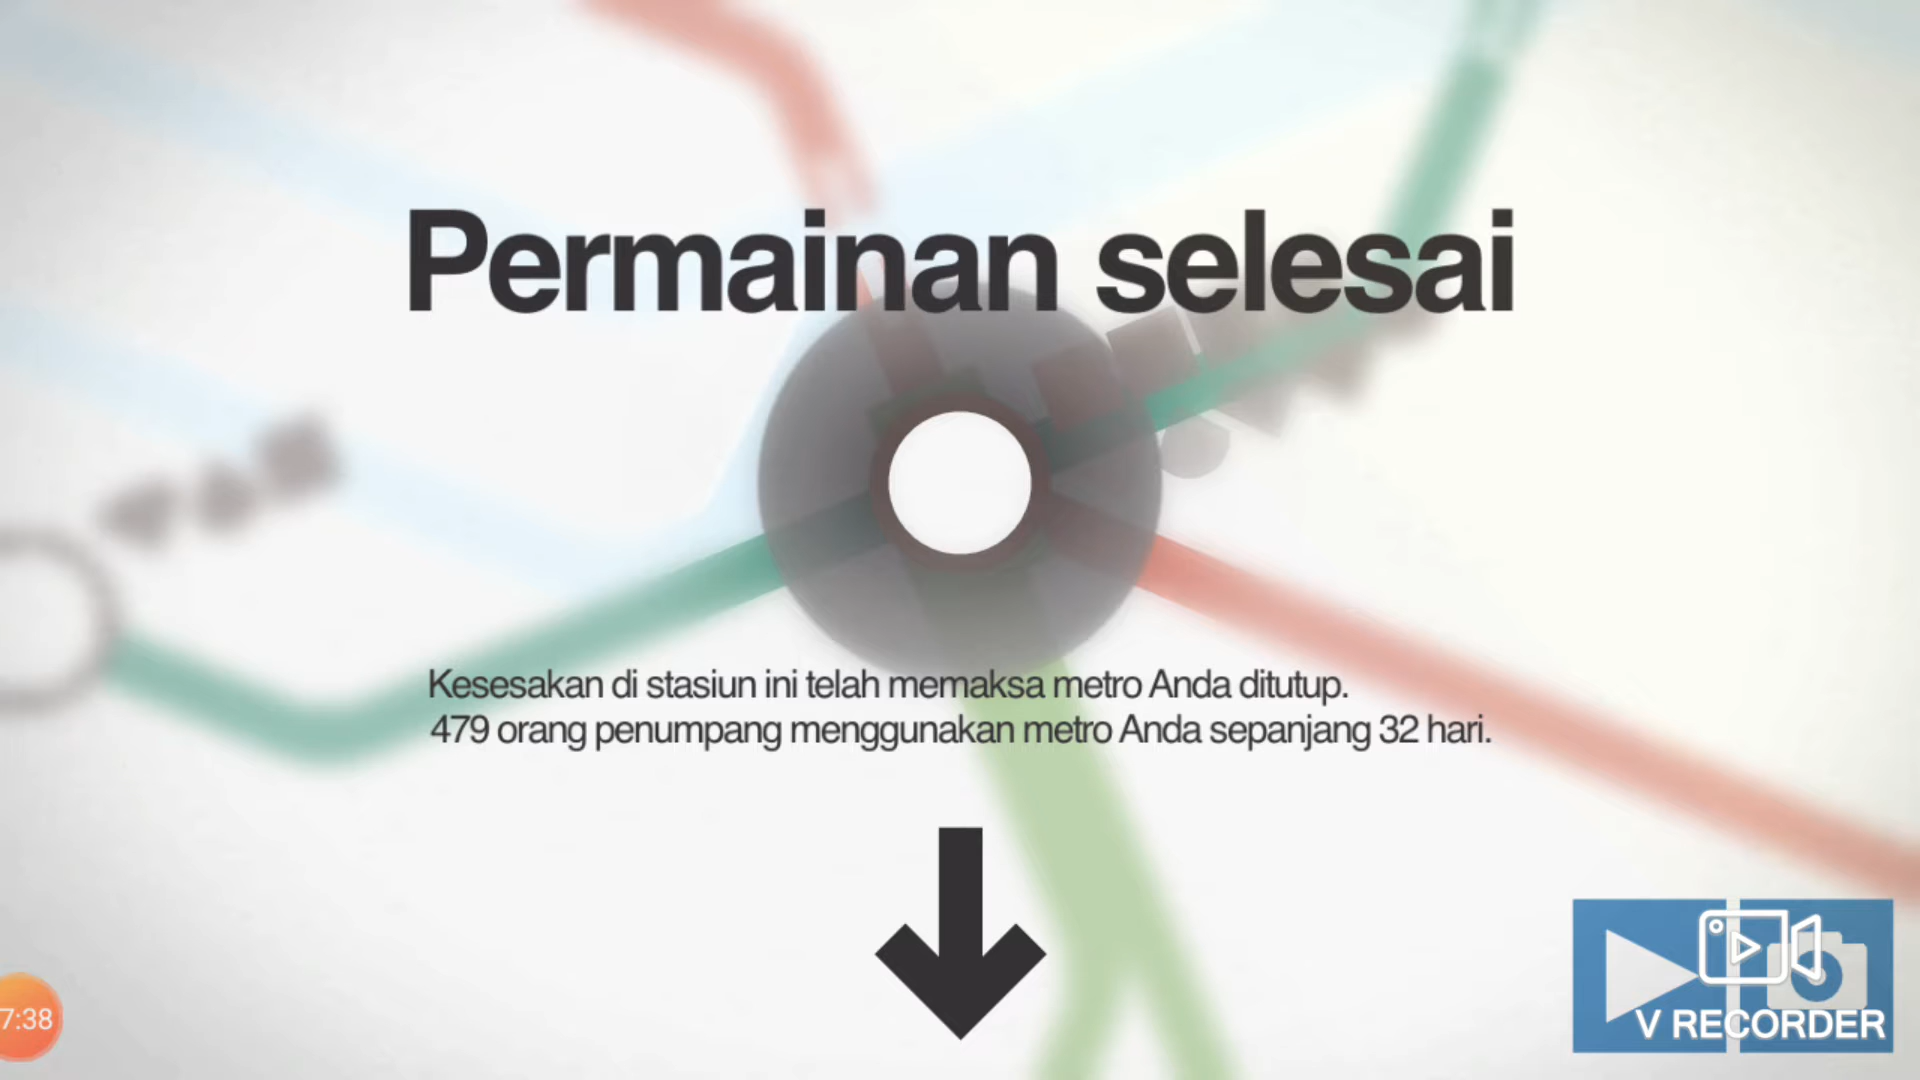 Permainan selesai
Kesesakan di stasiun ini telah memaksa metro Anda ditutup.
479 orang penumpang menggunakan metro Anda sepanjang 32 hari.
7:38
V RECORDER